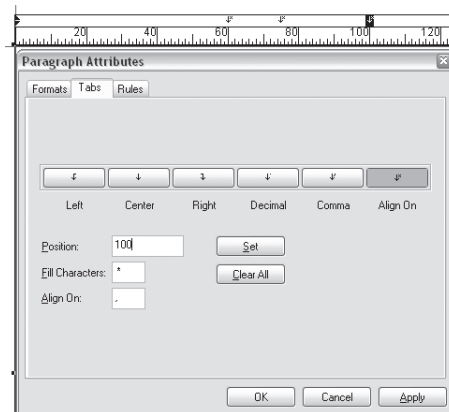 20 40 60 80 100 120
Paragraph Attributes
Formats Tabs Rules
Left Center Right Decimal Comma Align On
Position: 100 Set
Fill Characters: * Clear All
Align On: ,
OK Cancel Apply